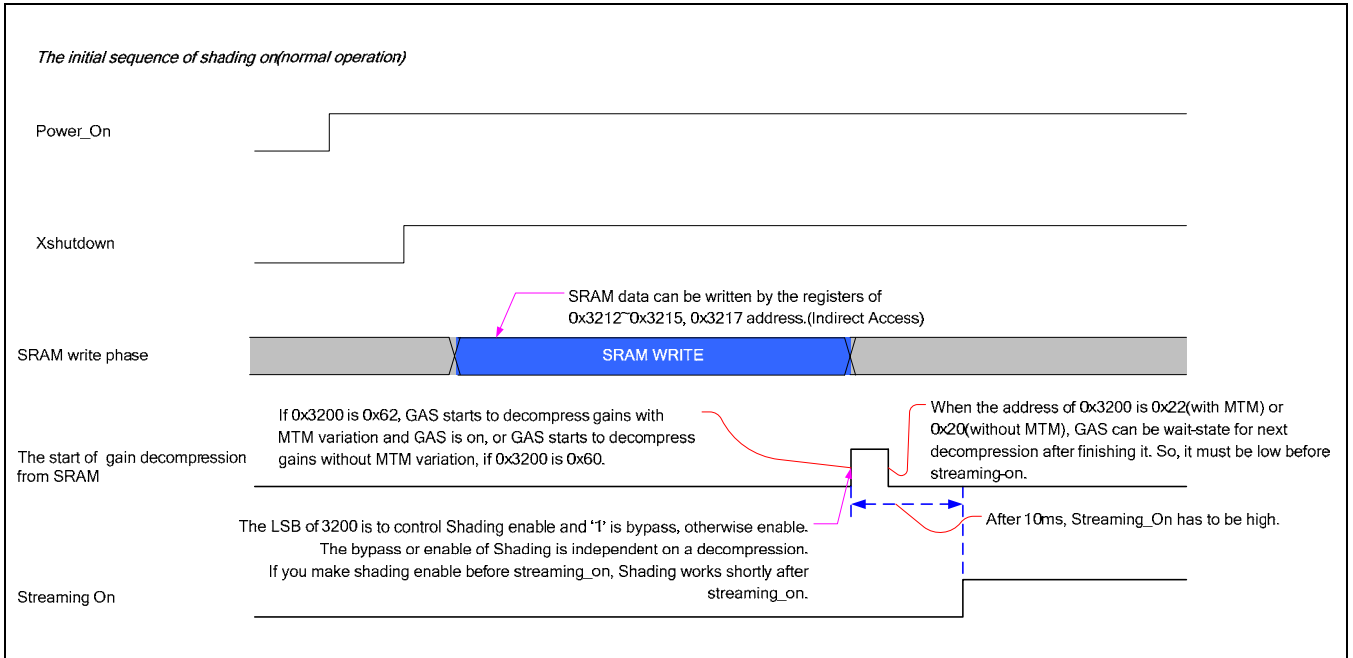 The initial sequence of shading on(normal operation)
Power_On
Xshutdown
SRAM data can be written by the registers of
0x3212~0x3215, 0x3217 address.(Indirect Access)
SRAM write phase
SRAM WRITE
If 0x3200 is 0x62, GAS starts to decompress gains with
MTM variation and GAS is on, or GAS starts to decompress
gains without MTM variation, if 0x3200 is 0x60.
When the address of 0x3200 is 0x22(with MTM) or
0x20(without MTM), GAS can be wait-state for next
decompression after finishing it. So, it must be low before
streaming-on.
The start of gain decompression
from SRAM
The LSB of 3200 is to control Shading enable and ‘1’ is bypass, otherwise enable.
The bypass or enable of Shading is independent on a decompression.
If you make shading enable before streaming_on, Shading works shortly after
streaming_on.
After 10ms, Streaming_On has to be high.
Streaming On